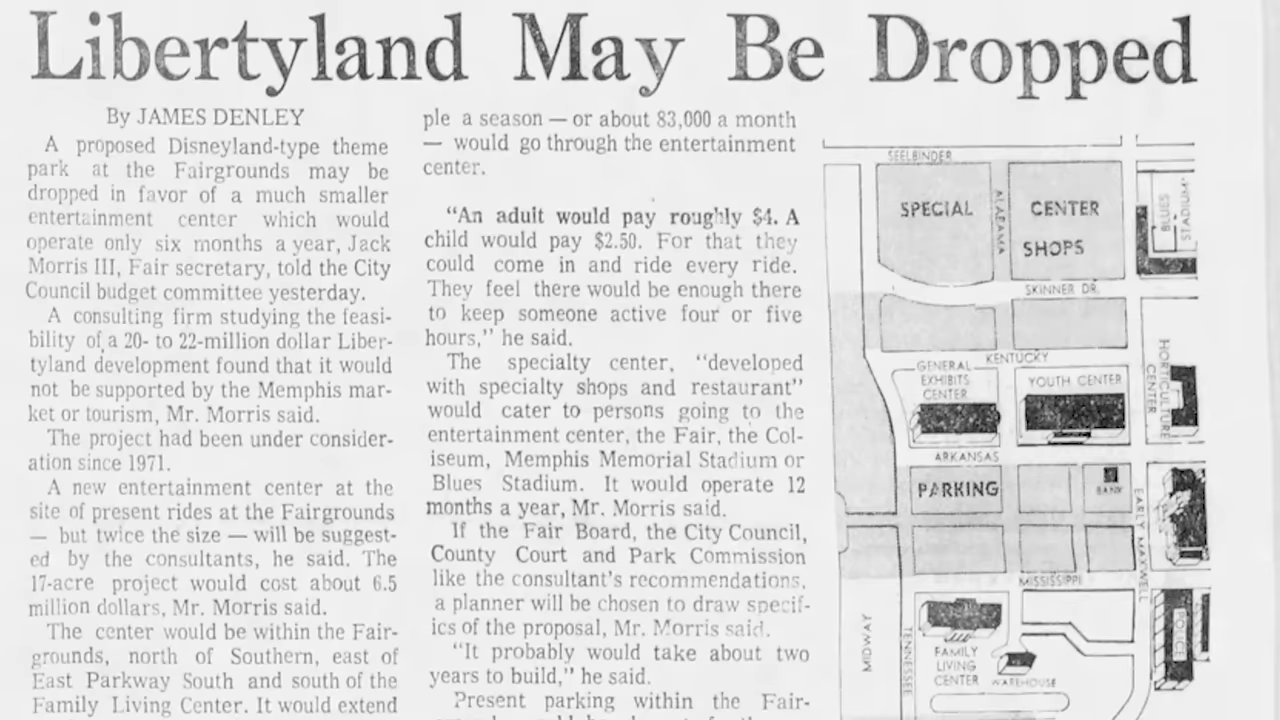 Libertyland May Be Dropped
By JAMES DENLEY
A proposed Disneyland-type theme
park at the Fairgrounds may be
dropped in favor of a much smaller
entertainment center which would
operate only six months a year, Jack
Morris III, Fair secretary, told the City
Council budget committee yesterday.
A consulting firm studying the feasi-
bility of a 20- to 22-million dollar Liber-
tyland development found that it would
not be supported by the Memphis mar-
ket or tourism, Mr. Morris said.
The project had been under consider-
ation since 1971.
A new entertainment center at the
site of present rides at the Fairgrounds
— but twice the size — will be suggest-
ed by the consultants, he said. The
17-acre project would cost about 6.5
million dollars, Mr. Morris said.
The center would be within the Fair-
grounds, north of Southern, east of
East Parkway South and south of the
Family Living Center. It would extend
ple a season — or about 83,000 a month
— would go through the entertainment
center.
"An aduit would pay roughly $4. A
child would pay $2.50. For that they
could come in and ride every ride.
They feel there would be enough there
to keep someone active four or five
hours," he said.
The specialty center, "developed
with specialty shops and restaurant"
would cater to persons going to the
entertainment center, the Fair, the Col-
iseum, Memphis Memorial Stadium or
Blues Stadium. It would operate 12
months a year, Mr. Morris said.
If the Fair Board, the City Council,
County Court and Park Commission
like the consultant's recommendations,
a planner will be chosen to draw specif-
ics of the proposal, Mr. Morris said.
"It probably would take about two
years to build," he said.
Present parking within the Fair-
SEELBINDER
SPECIAL
ALABAMA
CENTER
SHOPS
BLUES
STADIUM
SKINNER DR.
KENTUCKY
GENERAL
EXHIBITS
CENTER
YOUTH CENTER
HORTICULTURE
CENTER
ARKANSAS
PARKING
BANK
EARLY MAXWELL
MISSISSIPPI
MIDWAY
TENNESSEE
FAMILY
LIVING
CENTER
WAREHOUSE
POLICE